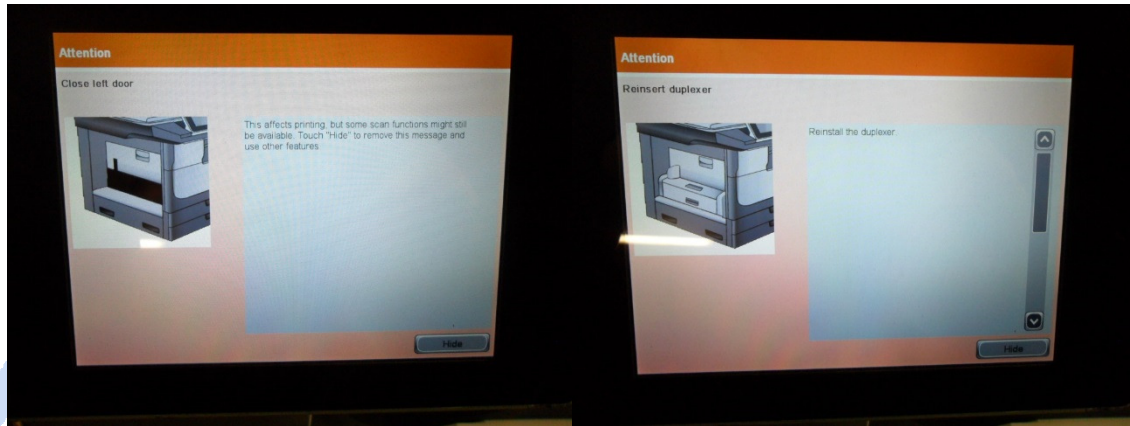 Attention
Close left door
This affects printing, but some scan functions might still
be available. Touch "Hide" to remove this message and
use other features
Hide
Attention
Reinsert duplexer
Reinstall the duplexer.
Hide